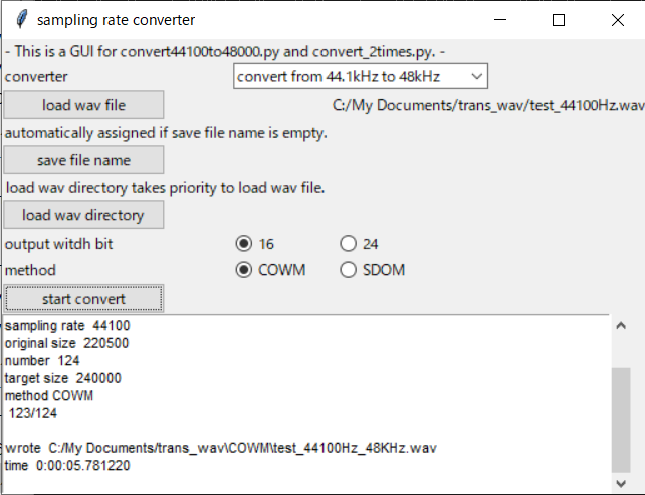 sampling rate converter
- This is a GUI for convert44100to48000.py and convert_2times.py. -
converter convert from 44.1kHz to 48kHz
load wav file C:/My Documents/trans_wav/test_44100Hz.wav
automatically assigned if save file name is empty.
save file name
load wav directory takes priority to load wav file.
load wav directory
output witdh bit 16 24
method COWM SDOM
start convert
sampling rate 44100
original size 220500
number 124
target size 240000
method COWM
123/124
wrote C:/My Documents/trans_wav\COWM\test_44100Hz_48KHz.wav
time 0:00:05.781220